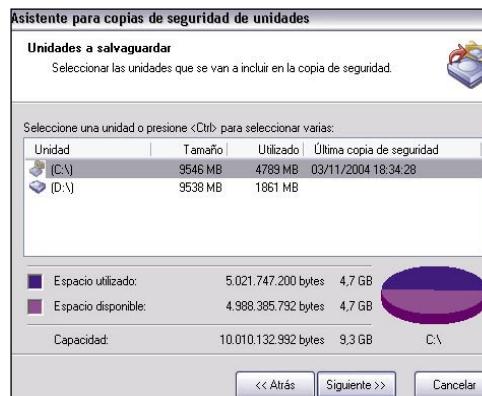 Asistente para copias de seguridad de unidades
Unidades a salvaguardar
Seleccionar las unidades que se van a incluir en la copia de seguridad.
Seleccione una unidad o presione <Ctrl> para seleccionar varias:
Unidad Tamaño Utilizado Última copia de seguridad
(C:\) 9546 MB 4789 MB 03/11/2004 18:34:28
(D:\) 9538 MB 1861 MB
Espacio utilizado: 5.021.747.200 bytes 4,7 GB
Espacio disponible: 4.988.385.792 bytes 4,7 GB
Capacidad: 10.010.132.992 bytes 9,3 GB C:\
<< Atrás Siguiente >> Cancelar